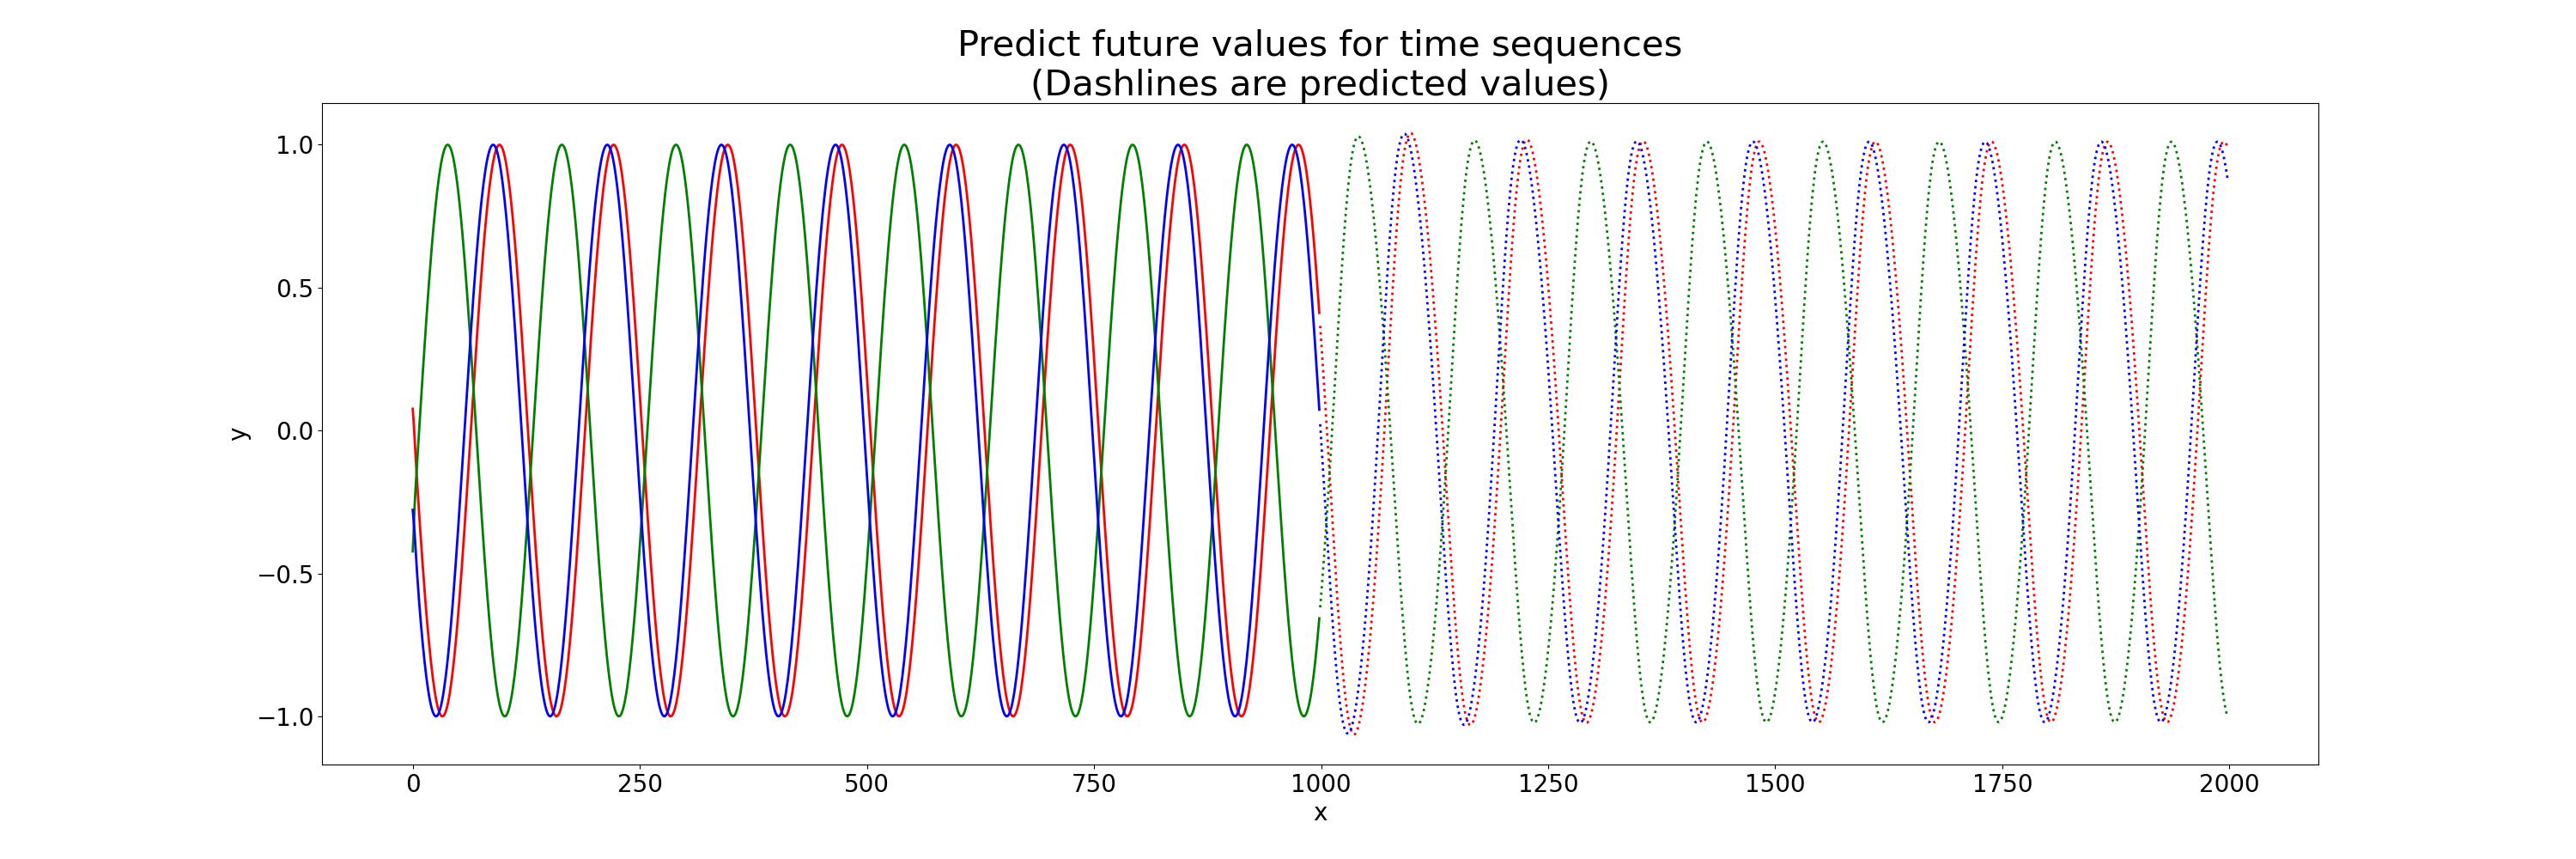 Predict future values for time sequences
(Dashlines are predicted values)
1.0
0.5
0.0
−0.5
−1.0
y
0 250 500 750 1000 1250 1500 1750 2000
x